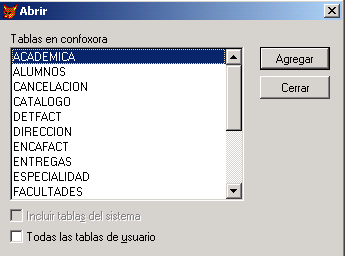 Abrir
Tablas en confoxora
ACADEMICA
ALUMNOS
CANCELACION
CATALOGO
DETFACT
DIRECCION
ENCAFACT
ENTREGAS
ESPECIALIDAD
FACULTADES
Agregar
Cerrar
Incluir tablas del sistema
Todas las tablas de usuario